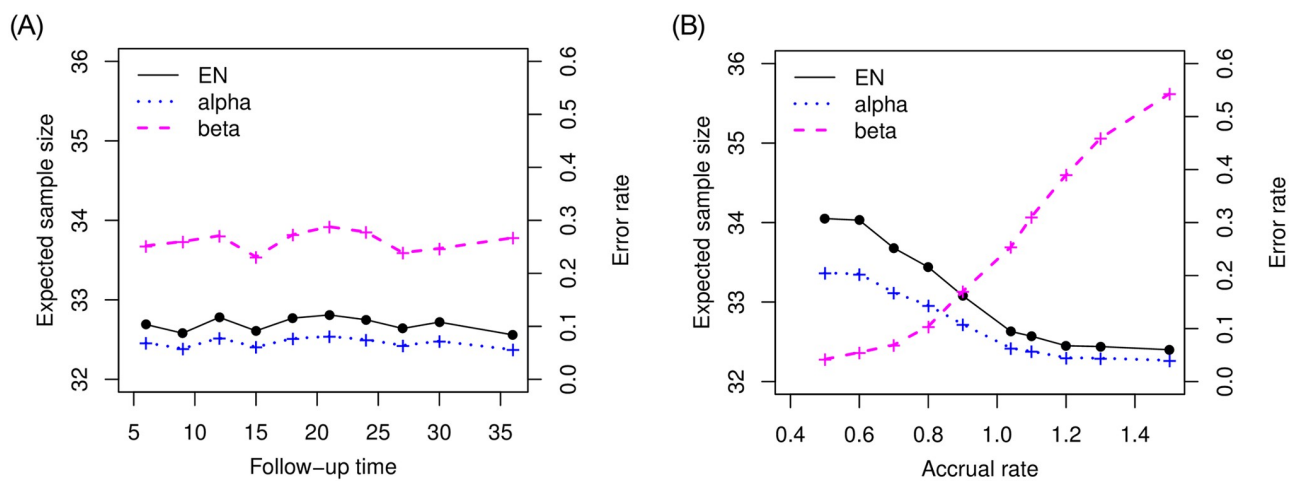 (A)
EN
alpha
beta
Expected sample size
32 33 34 35 36
Error rate
0.0 0.1 0.2 0.3 0.4 0.5 0.6
5 10 15 20 25 30 35
Follow−up time
(B)
EN
alpha
beta
Expected sample size
32 33 34 35 36
Error rate
0.0 0.1 0.2 0.3 0.4 0.5 0.6
0.4 0.6 0.8 1.0 1.2 1.4
Accrual rate